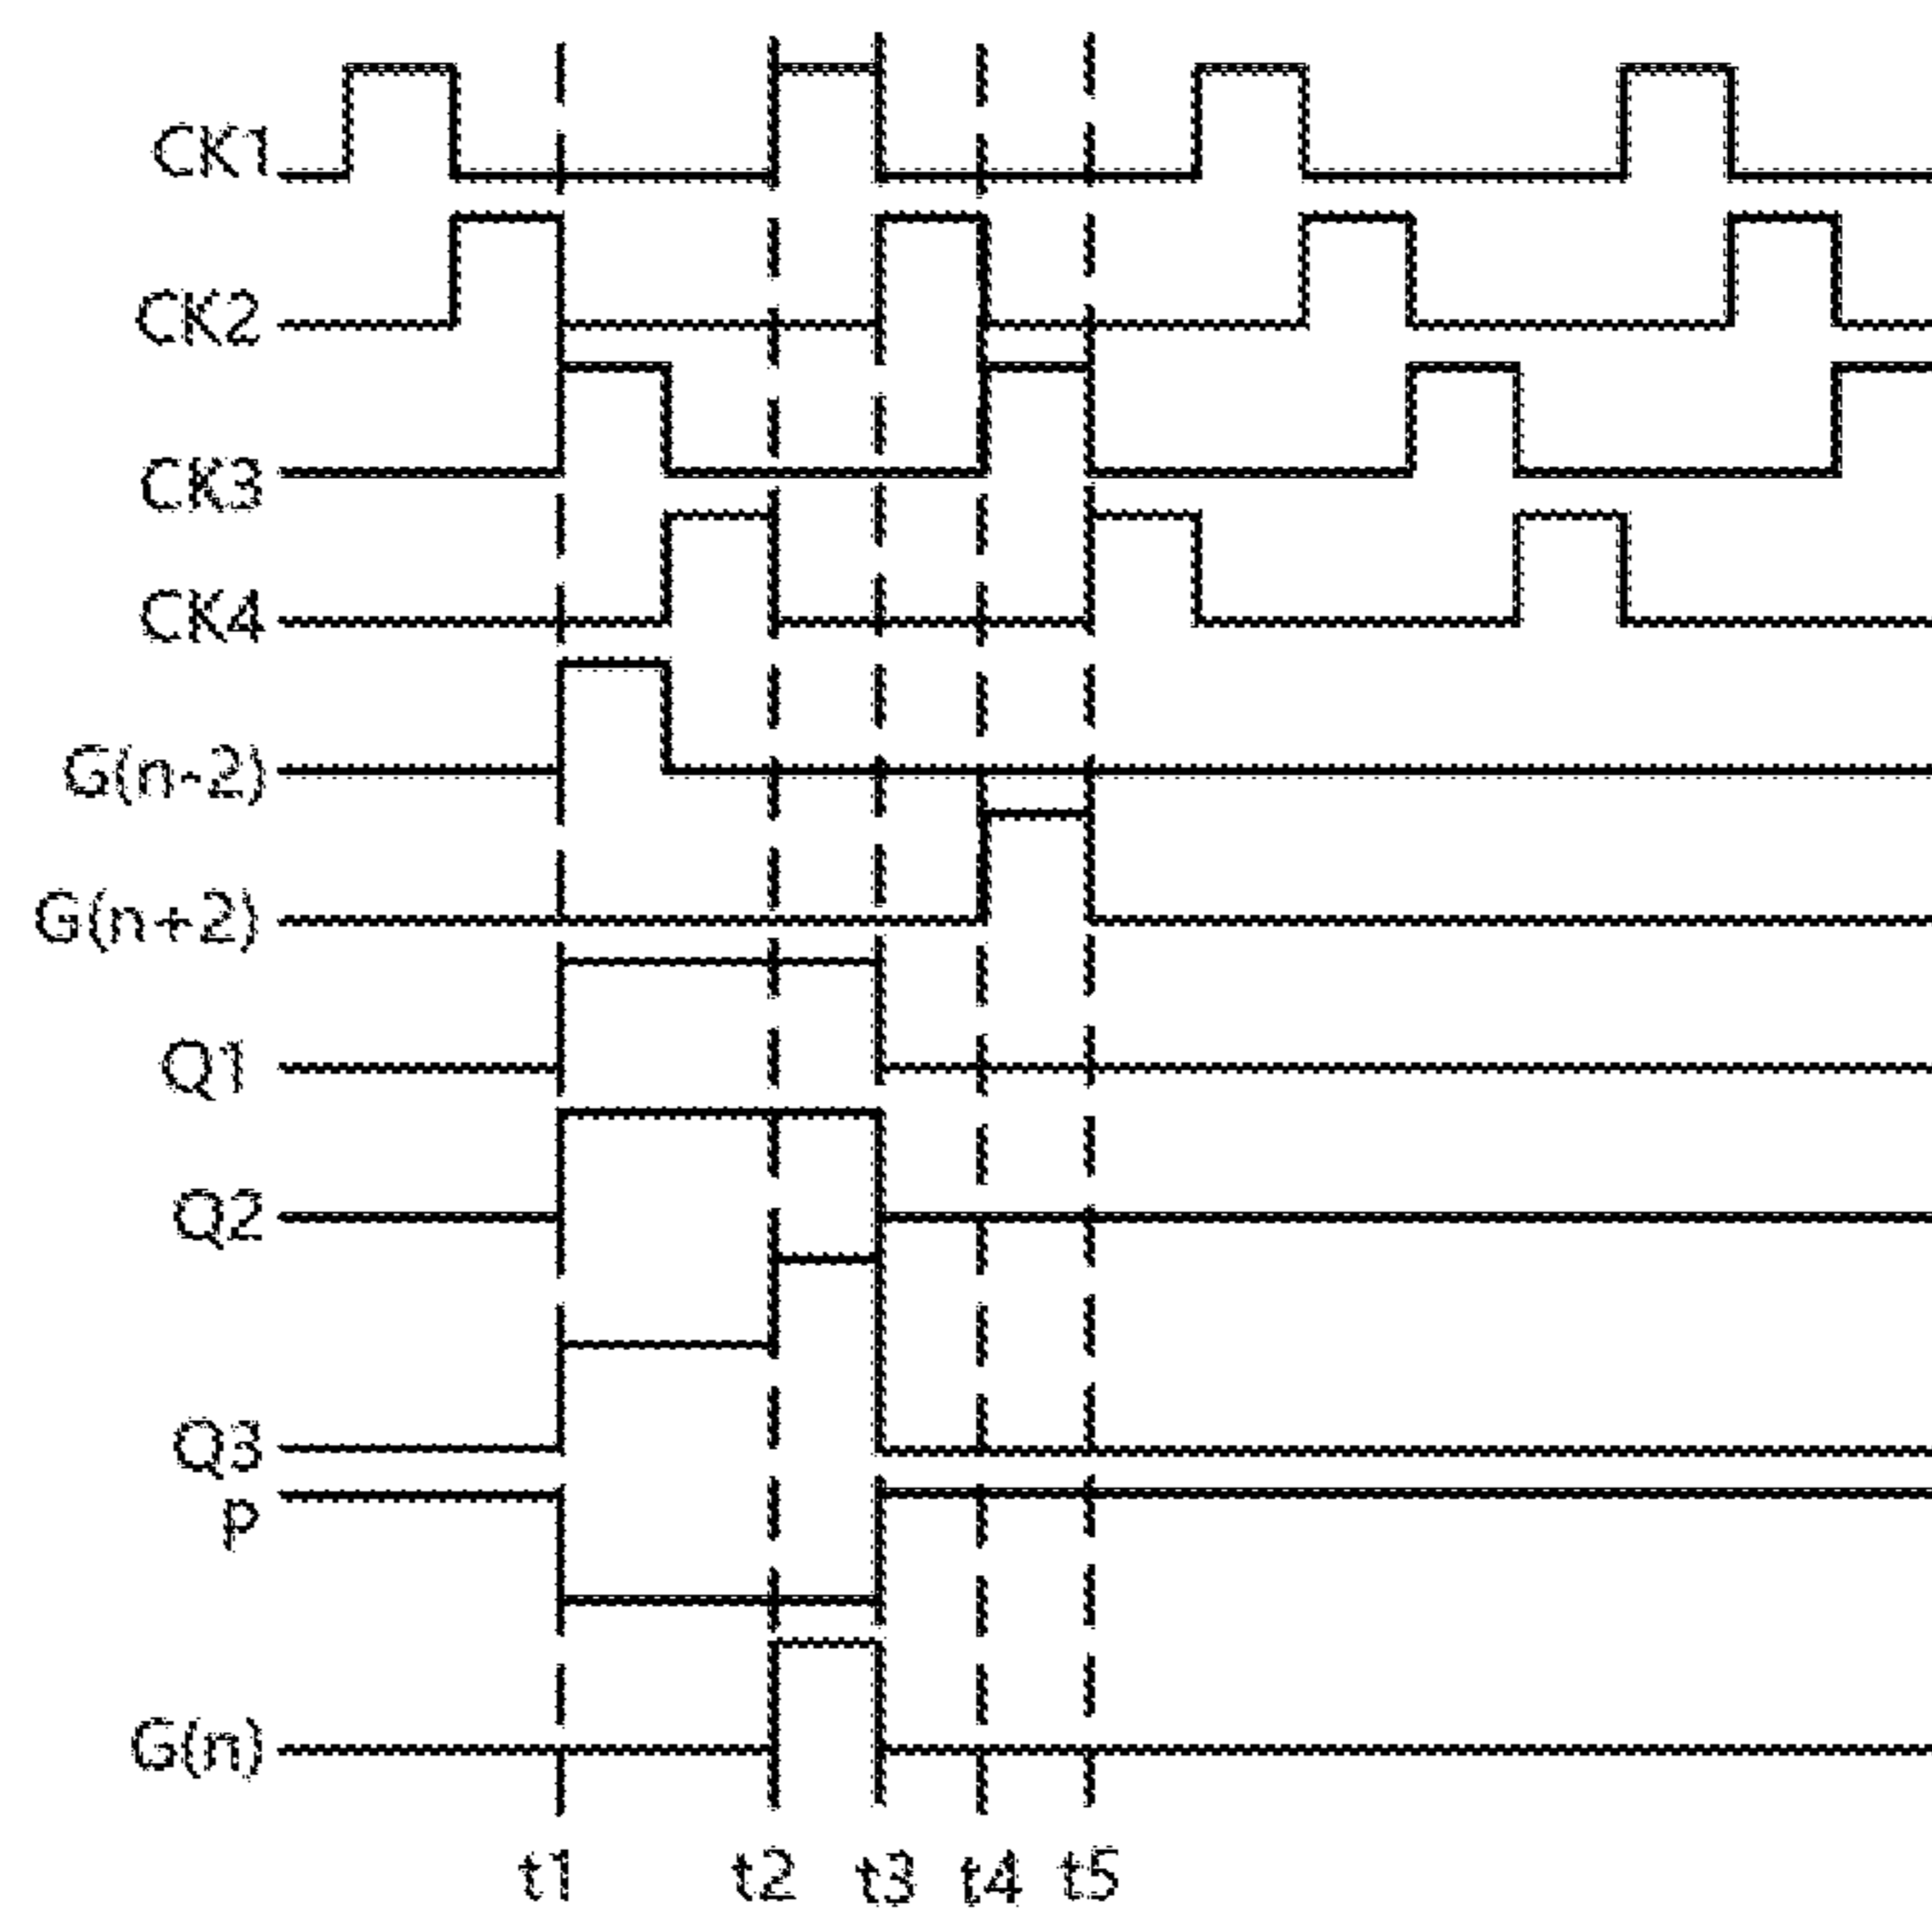 CK1
CK2
CK3
CK4
G(n-2)
G(n+2)
Q1
Q2
Q3
P
G(n)
t1 t2 t3 t4 t5